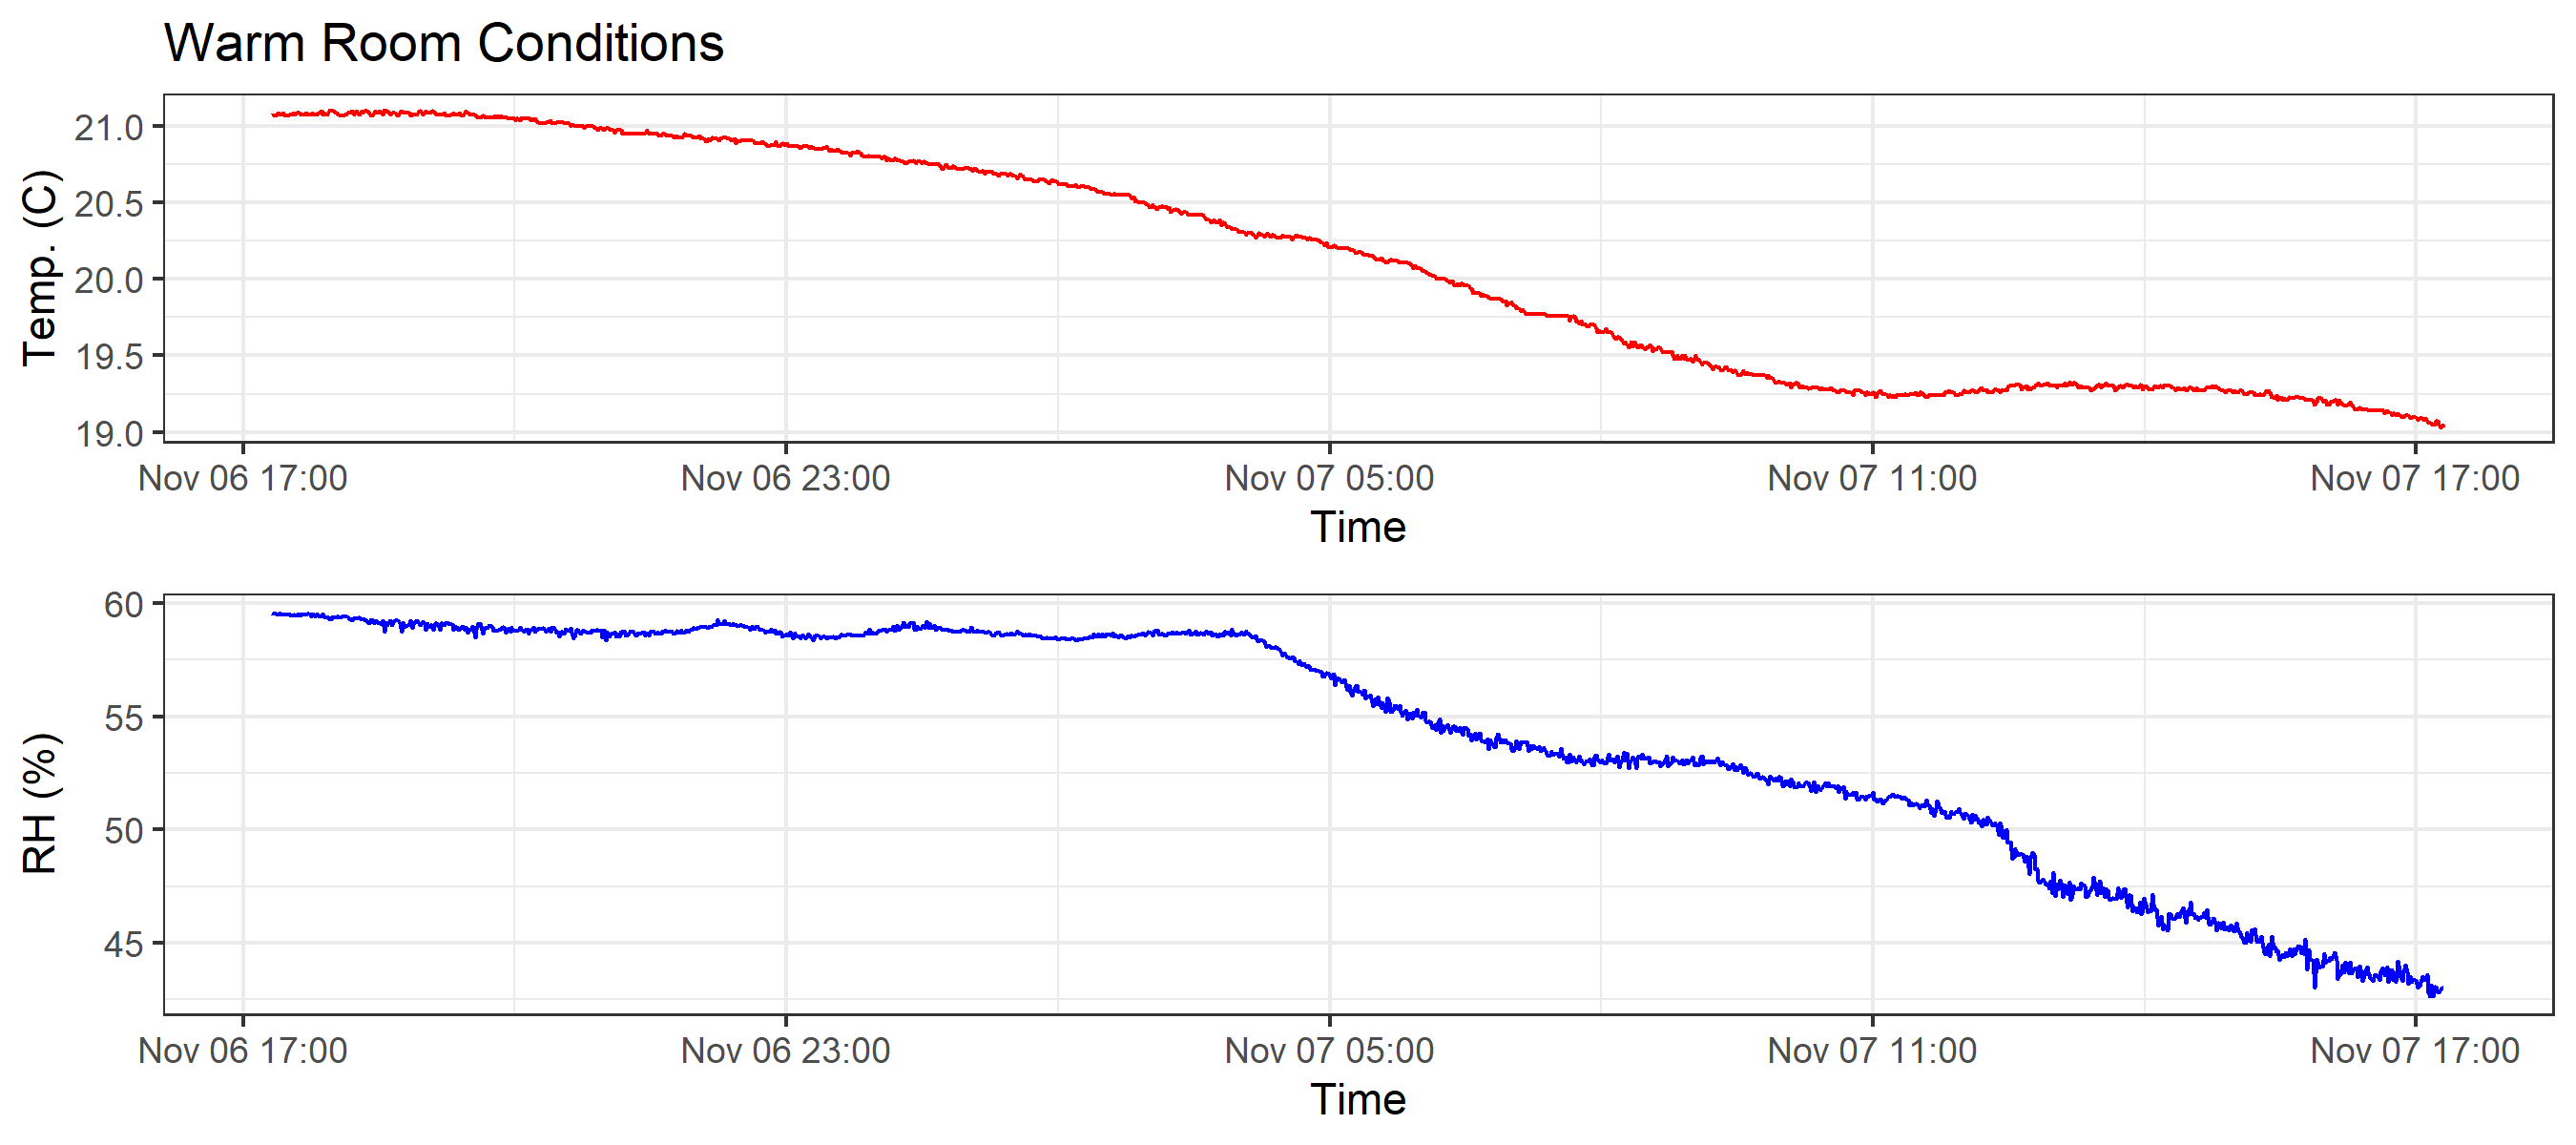 Warm Room Conditions
Temp. (C)
21.0
20.5
20.0
19.5
19.0
Nov 06 17:00 Nov 06 23:00 Nov 07 05:00 Nov 07 11:00 Nov 07 17:00
Time
RH (%)
60
55
50
45
Nov 06 17:00 Nov 06 23:00 Nov 07 05:00 Nov 07 11:00 Nov 07 17:00
Time